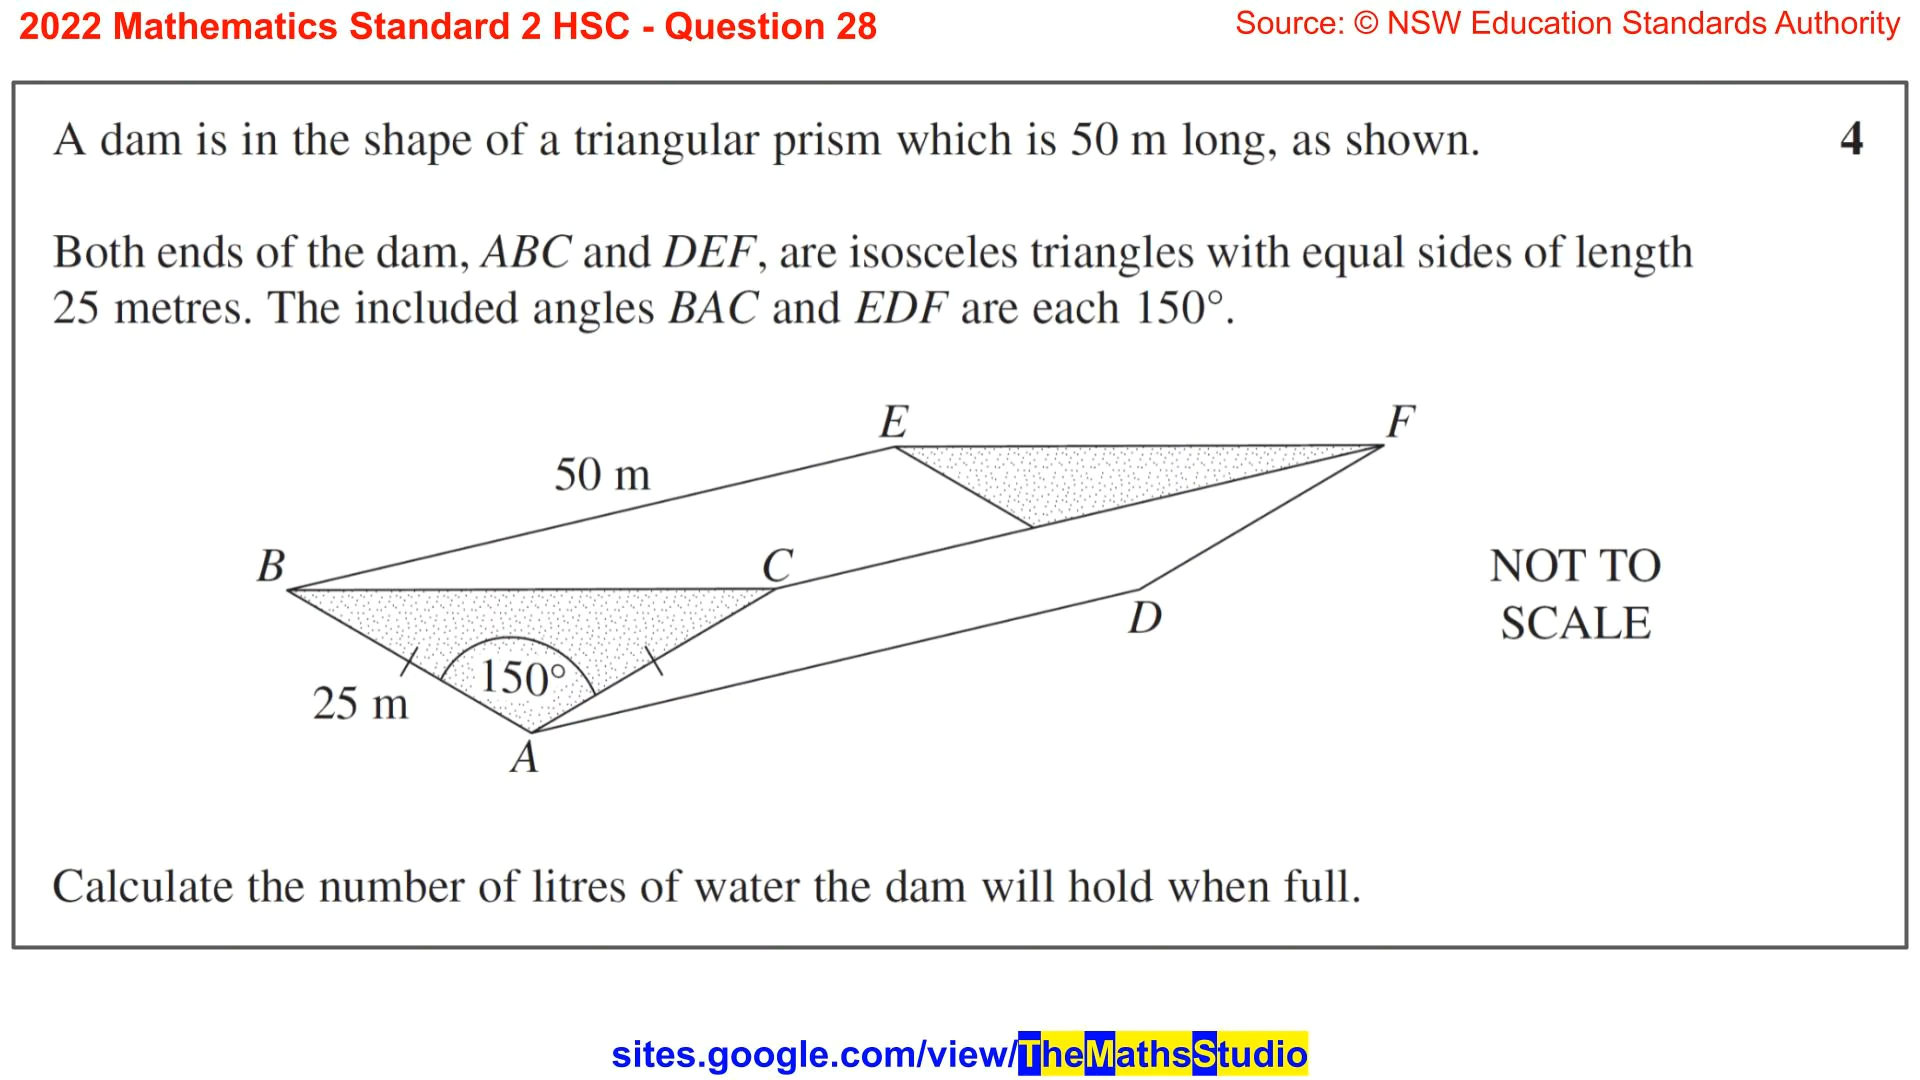 2022 Mathematics Standard 2 HSC - Question 28
Source: © NSW Education Standards Authority
A dam is in the shape of a triangular prism which is 50 m long, as shown.
4
Both ends of the dam, ABC and DEF, are isosceles triangles with equal sides of length
25 metres. The included angles BAC and EDF are each 150°.
E
F
50 m
B
C
NOT TO
SCALE
D
150°
25 m
A
Calculate the number of litres of water the dam will hold when full.
sites.google.com/view/TheMathsStudio